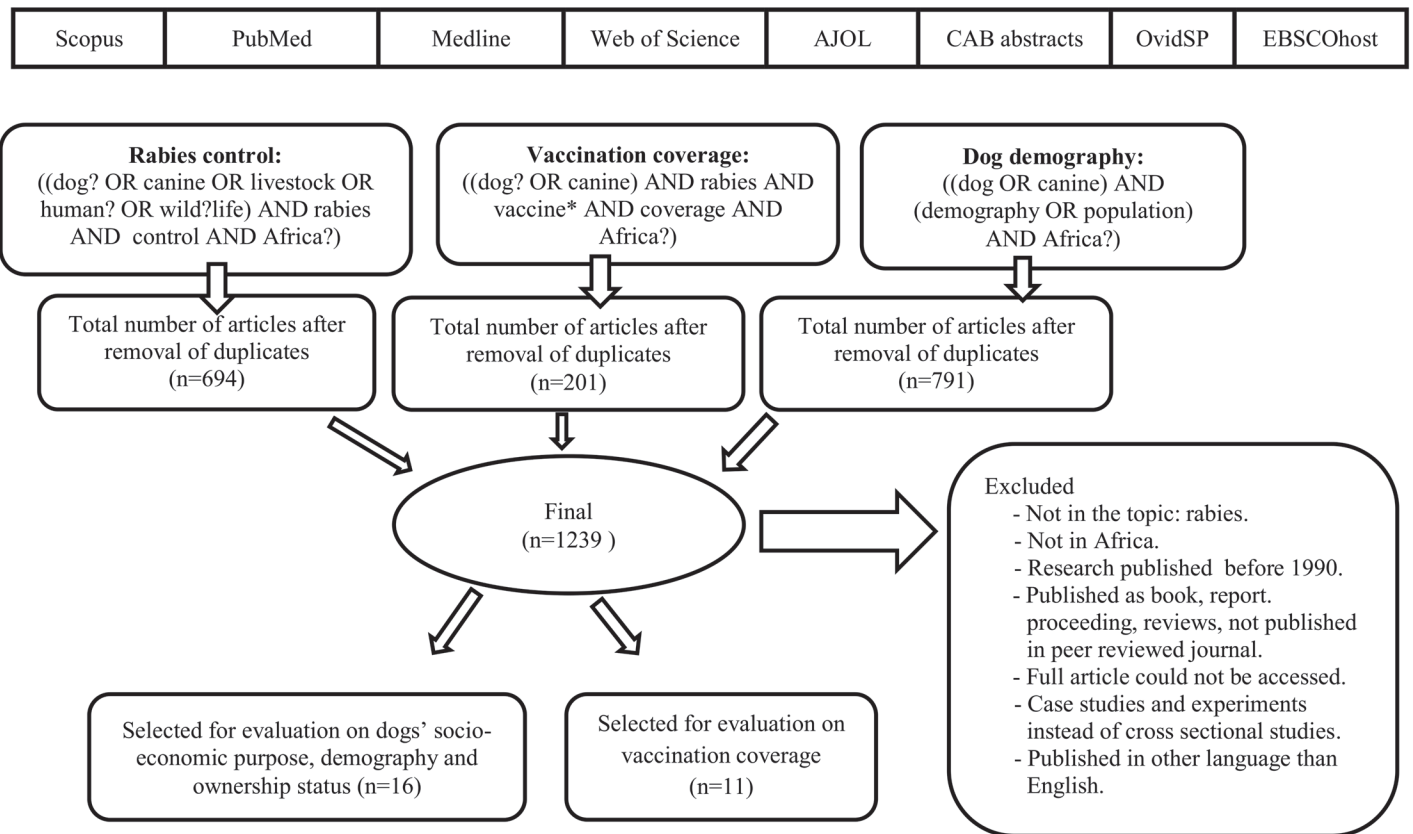 Scopus
PubMed
Medline
Web of Science
AJOL
CAB abstracts
OvidSP
EBSCOhost
Rabies control:
((dog? OR canine OR livestock OR
human? OR wild?life) AND rabies
AND control AND Africa?)
Vaccination coverage:
((dog? OR canine) AND rabies AND
vaccine* AND coverage AND
Africa?)
Dog demography:
((dog OR canine) AND
(demography OR population)
AND Africa?)
Total number of articles after
removal of duplicates
(n=694)
Total number of articles after
removal of duplicates
(n=201)
Total number of articles after
removal of duplicates
(n=791)
Final
(n=1239 )
Excluded
- Not in the topic: rabies.
- Not in Africa.
- Research published before 1990.
- Published as book, report.
proceeding, reviews, not published
in peer reviewed journal.
- Full article could not be accessed.
- Case studies and experiments
instead of cross sectional studies.
- Published in other language than
English.
Selected for evaluation on dogs’ socio-
economic purpose, demography and
ownership status (n=16)
Selected for evaluation on
vaccination coverage
(n=11)